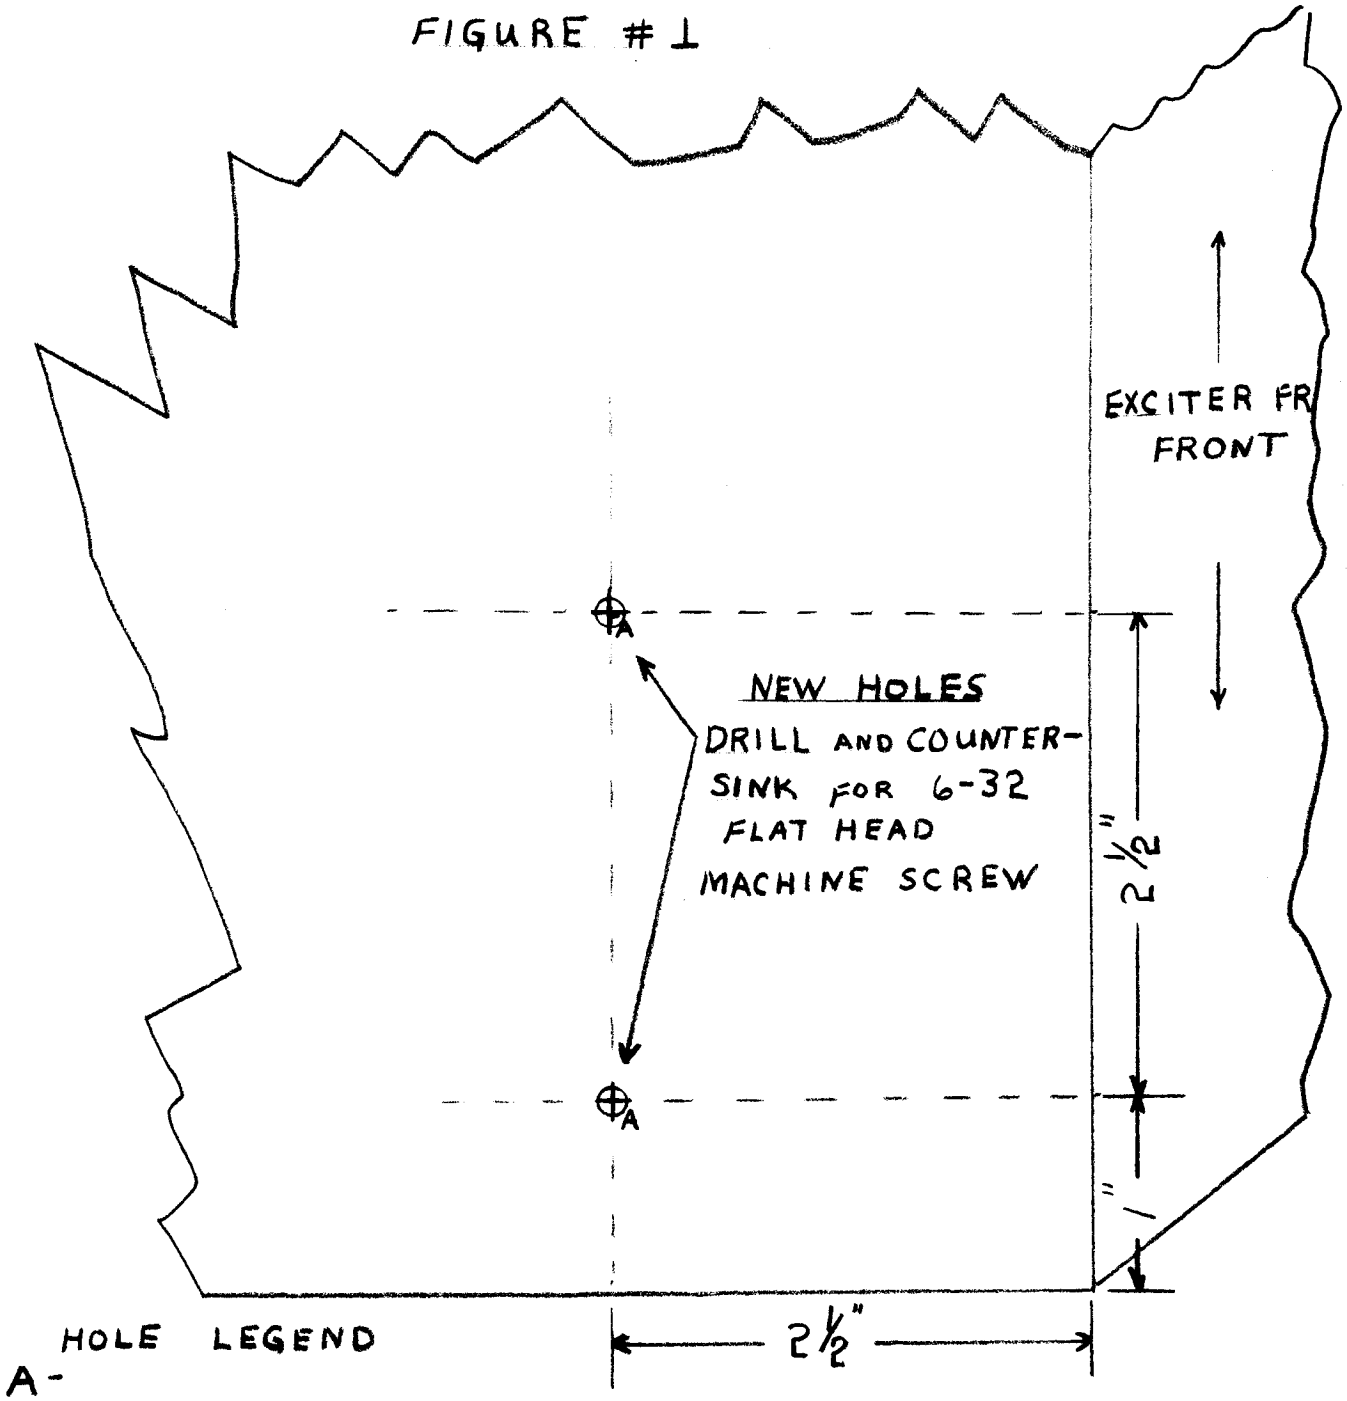 FIGURE #1
EXCITER FR
FRONT
A
NEW HOLES
DRILL AND COUNTER-
SINK FOR 6-32
FLAT HEAD
MACHINE SCREW
2 1/2"
A
1"
2 1/2"
HOLE LEGEND
A-